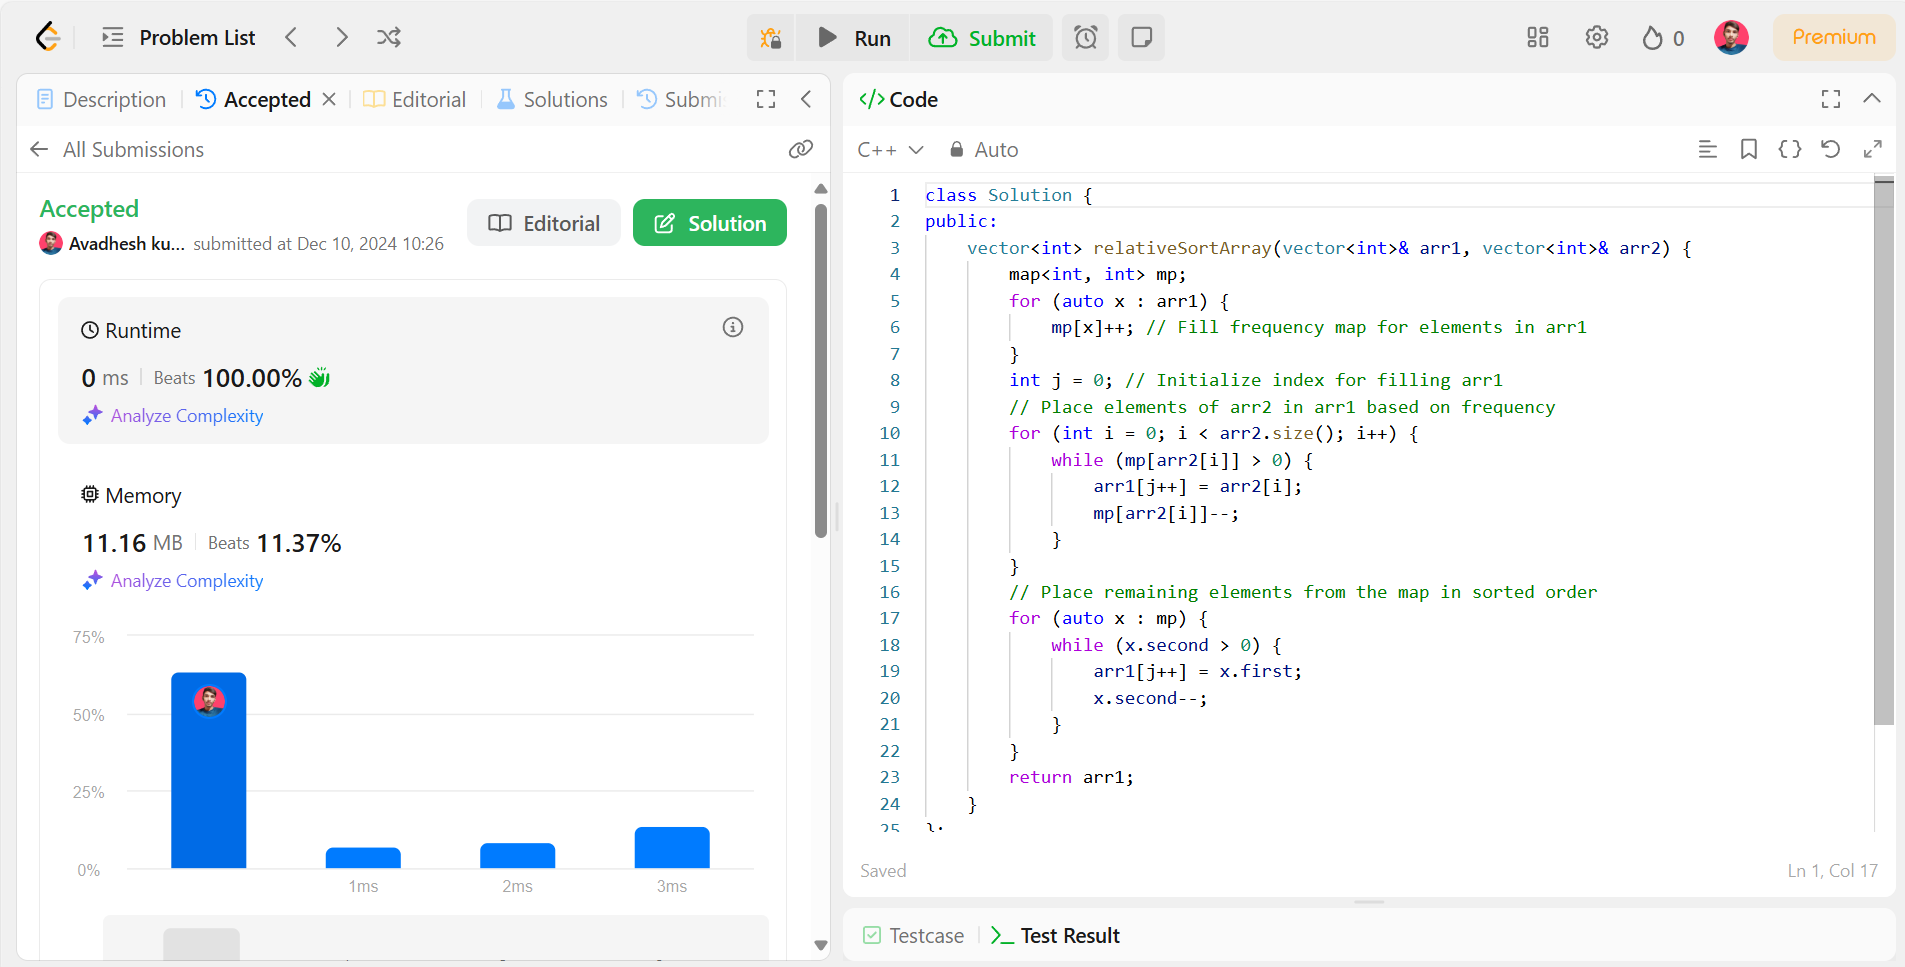 Problem List
Run
Submit
0
Premium
Description
Accepted
Editorial
Solutions
All Submissions
Accepted
Avadhesh ku... submitted at Dec 10, 2024 10:26
Editorial
Solution
Runtime
0 ms
Beats 100.00%
Analyze Complexity
Memory
11.16 MB
Beats 11.37%
Analyze Complexity
75%
50%
25%
0%
1ms
2ms
3ms
</> Code
C++
Auto
1 class Solution {
2 public:
3 vector<int> relativeSortArray(vector<int>& arr1, vector<int>& arr2) {
4 map<int, int> mp;
5 for (auto x : arr1) {
6 mp[x]++; // Fill frequency map for elements in arr1
7 }
8 int j = 0; // Initialize index for filling arr1
9 // Place elements of arr2 in arr1 based on frequency
10 for (int i = 0; i < arr2.size(); i++) {
11 while (mp[arr2[i]] > 0) {
12 arr1[j++] = arr2[i];
13 mp[arr2[i]]--;
14 }
15 }
16 // Place remaining elements from the map in sorted order
17 for (auto x : mp) {
18 while (x.second > 0) {
19 arr1[j++] = x.first;
20 x.second--;
21 }
22 }
23 return arr1;
24 }
25 };
Saved
Ln 1, Col 17
Testcase
Test Result